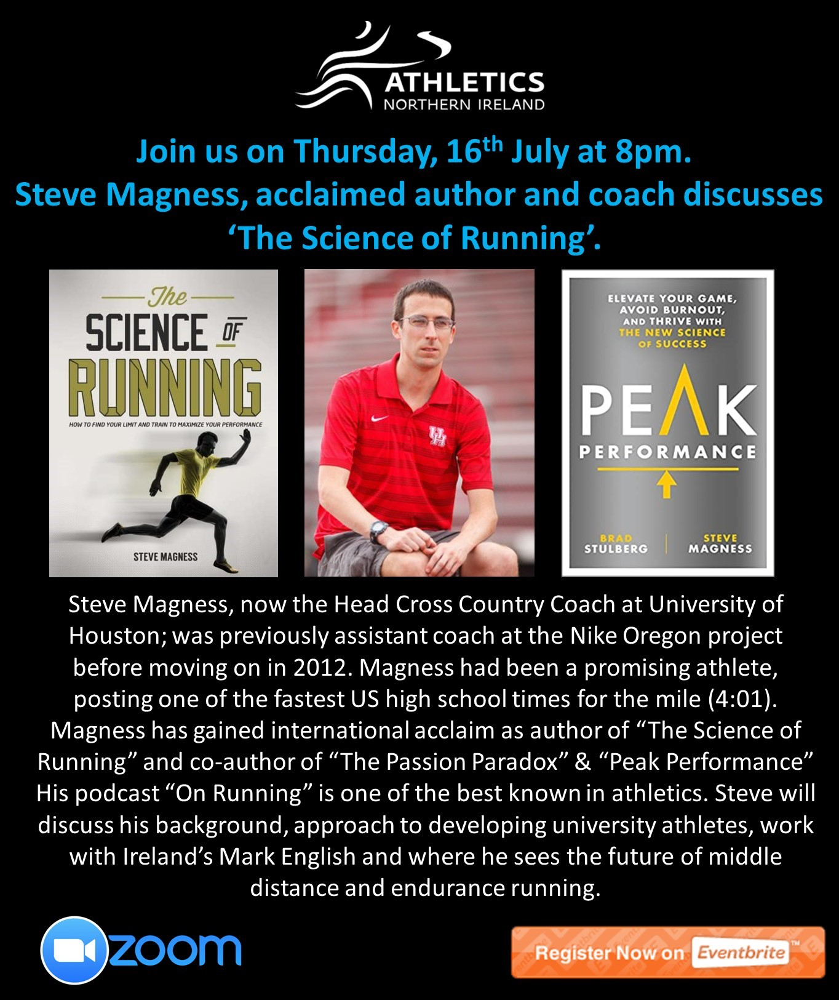 ATHLETICS
NORTHERN IRELAND
Join us on Thursday, 16th July at 8pm.
Steve Magness, acclaimed author and coach discusses
‘The Science of Running’.
The
SCIENCE OF
RUNNING
HOW TO FIND YOUR LIMIT AND TRAIN TO MAXIMIZE YOUR PERFORMANCE
STEVE MAGNESS
UH
ELEVATE YOUR GAME,
AVOID BURNOUT,
AND THRIVE WITH
THE NEW SCIENCE
OF SUCCESS
PEAK
PERFORMANCE
BRAD
STULBERG
STEVE
MAGNESS
Steve Magness, now the Head Cross Country Coach at University of
Houston; was previously assistant coach at the Nike Oregon project
before moving on in 2012. Magness had been a promising athlete,
posting one of the fastest US high school times for the mile (4:01).
Magness has gained international acclaim as author of “The Science of
Running” and co-author of “The Passion Paradox” & “Peak Performance”
His podcast “On Running” is one of the best known in athletics. Steve will
discuss his background, approach to developing university athletes, work
with Ireland’s Mark English and where he sees the future of middle
distance and endurance running.
zoom
Register Now on Eventbrite™